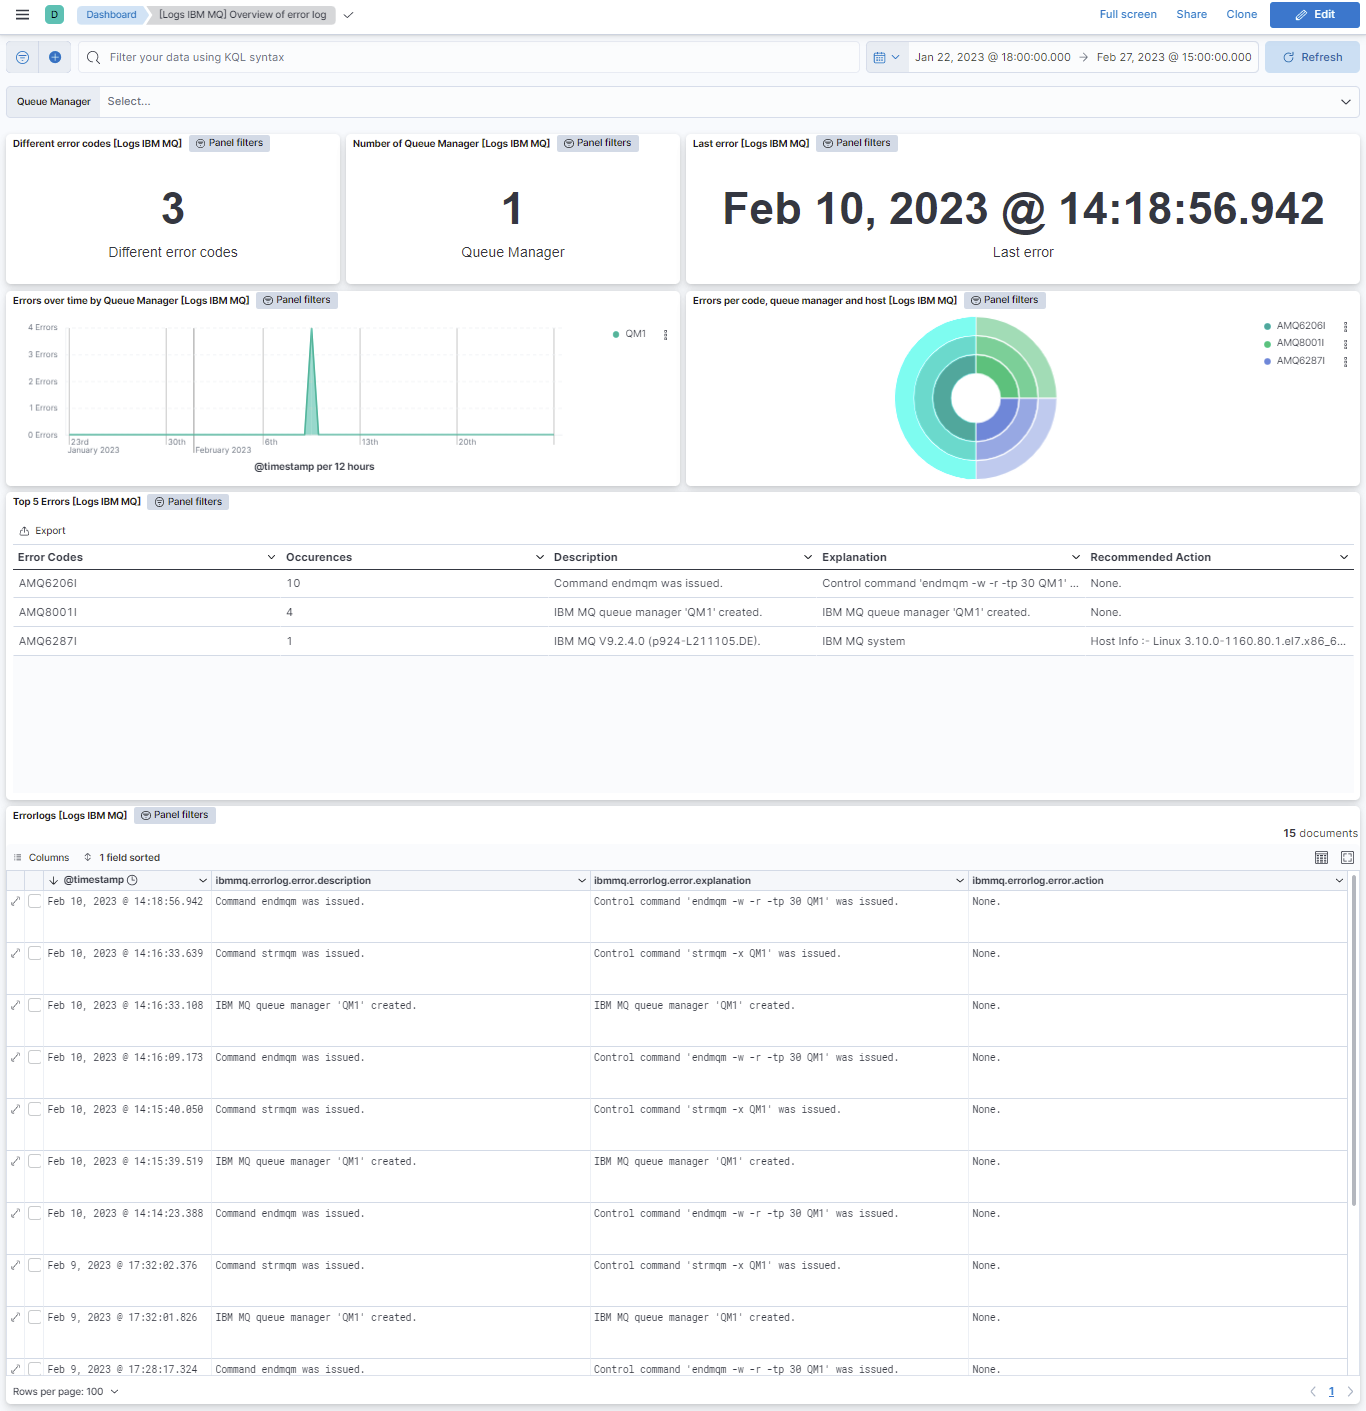 D Dashboard [Logs IBM MQ] Overview of error log Full screen Share Clone Edit
Filter your data using KQL syntax Jan 22, 2023 @ 18:00:00.000 → Feb 27, 2023 @ 15:00:00.000 Refresh
Queue Manager Select...
Different error codes [Logs IBM MQ] Panel filters
3
Different error codes
Number of Queue Manager [Logs IBM MQ] Panel filters
1
Queue Manager
Last error [Logs IBM MQ] Panel filters
Feb 10, 2023 @ 14:18:56.942
Last error
Errors over time by Queue Manager [Logs IBM MQ] Panel filters
4 Errors
3 Errors
2 Errors
1 Errors
0 Errors
23rd 30th 6th 13th 20th
January 2023 February 2023
@timestamp per 12 hours
QM1
Errors per code, queue manager and host [Logs IBM MQ] Panel filters
AMQ6206I
AMQ8001I
AMQ6287I
Top 5 Errors [Logs IBM MQ] Panel filters
Export
Error Codes Occurences Description Explanation Recommended Action
AMQ6206I 10 Command endmqm was issued. Control command 'endmqm -w -r -tp 30 QM1' ... None.
AMQ8001I 4 IBM MQ queue manager 'QM1' created. IBM MQ queue manager 'QM1' created. None.
AMQ6287I 1 IBM MQ V9.2.4.0 (p924-L211105.DE). IBM MQ system Host Info :- Linux 3.10.0-1160.80.1.el7.x86_6...
Errorlogs [Logs IBM MQ] Panel filters
15 documents
Columns 1 field sorted
@timestamp ibmmq.errorlog.error.description ibmmq.errorlog.error.explanation ibmmq.errorlog.error.action
Feb 10, 2023 @ 14:18:56.942 Command endmqm was issued. Control command 'endmqm -w -r -tp 30 QM1' was issued. None.
Feb 10, 2023 @ 14:16:33.639 Command strmqm was issued. Control command 'strmqm -x QM1' was issued. None.
Feb 10, 2023 @ 14:16:33.108 IBM MQ queue manager 'QM1' created. IBM MQ queue manager 'QM1' created. None.
Feb 10, 2023 @ 14:16:09.173 Command endmqm was issued. Control command 'endmqm -w -r -tp 30 QM1' was issued. None.
Feb 10, 2023 @ 14:15:40.050 Command strmqm was issued. Control command 'strmqm -x QM1' was issued. None.
Feb 10, 2023 @ 14:15:39.519 IBM MQ queue manager 'QM1' created. IBM MQ queue manager 'QM1' created. None.
Feb 10, 2023 @ 14:14:23.388 Command endmqm was issued. Control command 'endmqm -w -r -tp 30 QM1' was issued. None.
Feb 9, 2023 @ 17:32:02.376 Command strmqm was issued. Control command 'strmqm -x QM1' was issued. None.
Feb 9, 2023 @ 17:32:01.826 IBM MQ queue manager 'QM1' created. IBM MQ queue manager 'QM1' created. None.
Feb 9, 2023 @ 17:28:17.324 Command endmqm was issued. Control command 'endmqm -w -r -tp 30 QM1' was issued. None.
Rows per page: 100 1